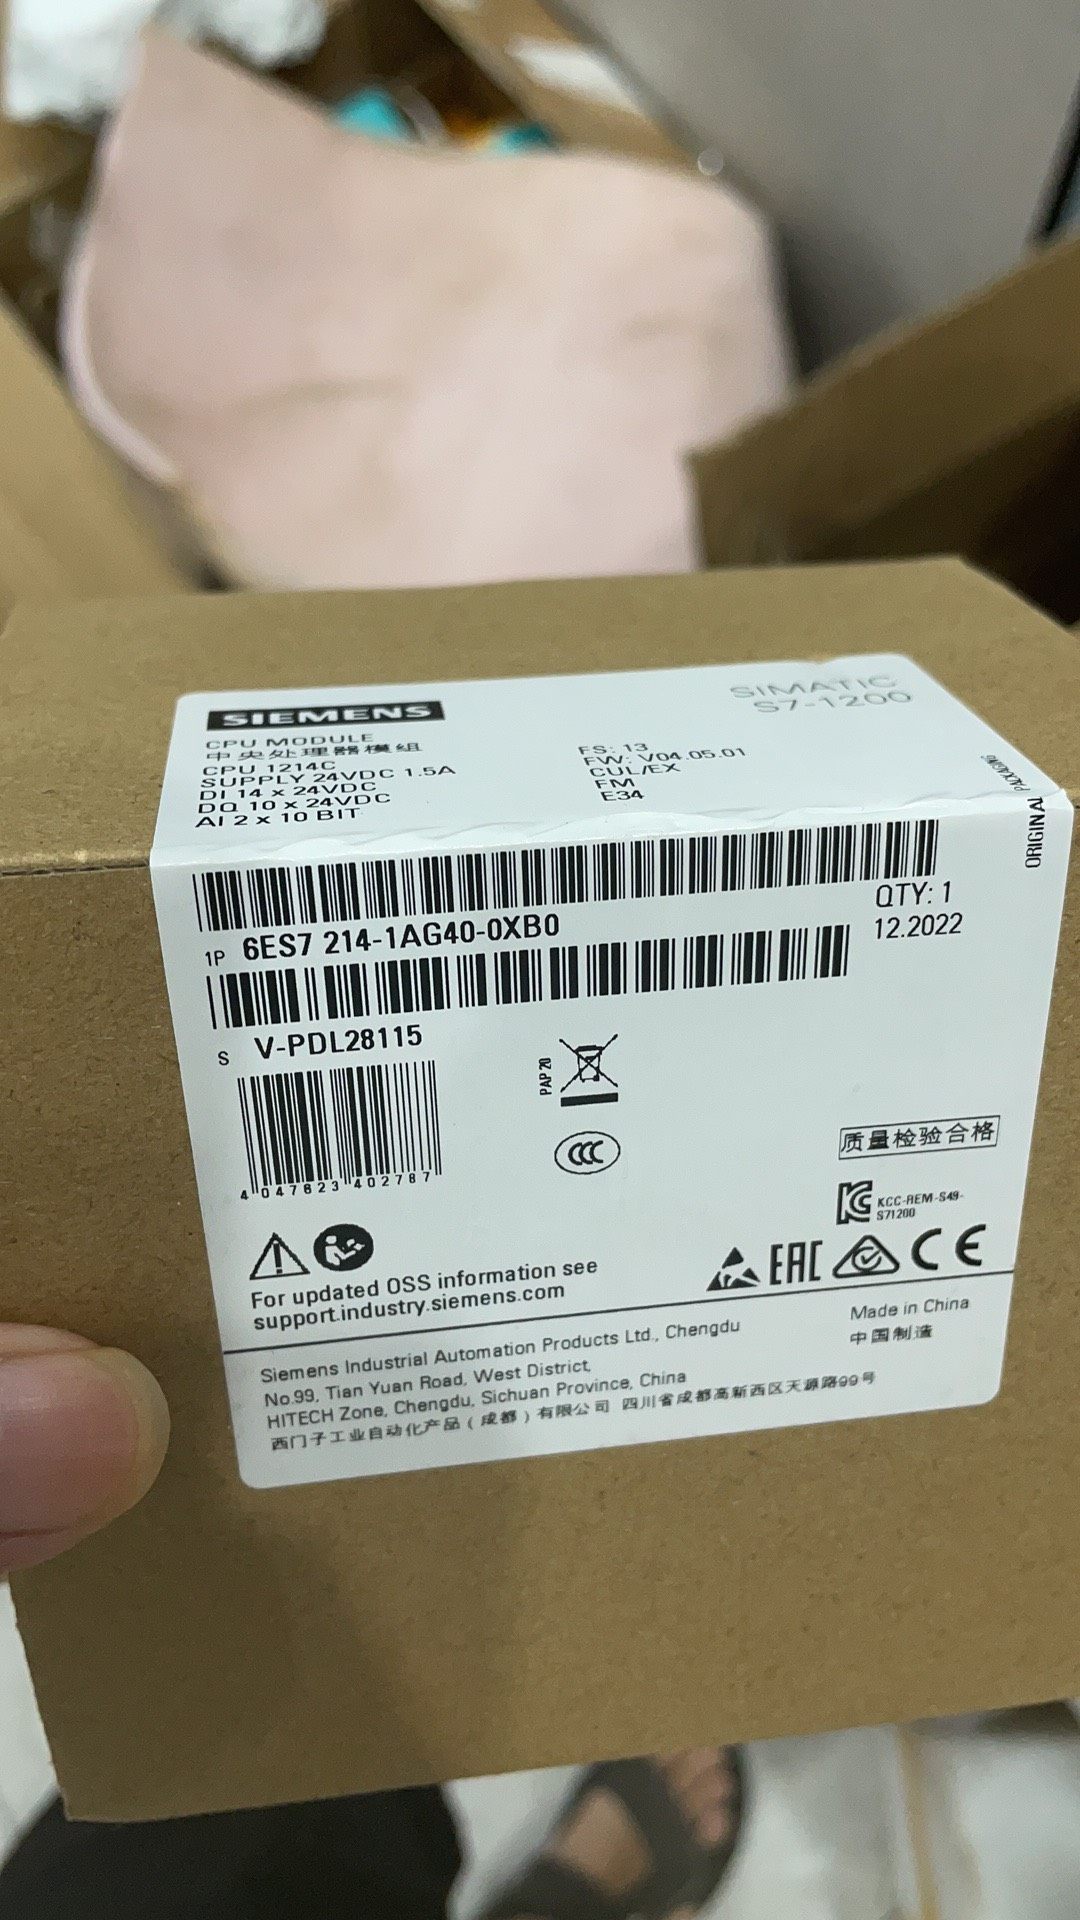 SIEMENS
SIMATIC
S7-1200
CPU MODULE
中央处理器模组
CPU 1214C
SUPPLY 24VDC 1.5A
DI 14 x 24VDC
DQ 10 x 24VDC
AI 2 x 10 BIT
FS: 13
FW: V04.05.01
CUL/EX
FM
E34
ORIGINAL PACKAGING
1P 6ES7 214-1AG40-0XB0
QTY: 1
12.2022
S V-PDL28115
PAP 20
4 047623 402787
CCC
质量检验合格
KC KCC-REM-S49-
S71200
EAC CE
For updated OSS information see
support.industry.siemens.com
Made in China
中国制造
Siemens Industrial Automation Products Ltd., Chengdu
No.99, Tian Yuan Road, West District,
HITECH Zone, Chengdu, Sichuan Province, China
西门子工业自动化产品(成都)有限公司 四川省成都高新西区天源路99号